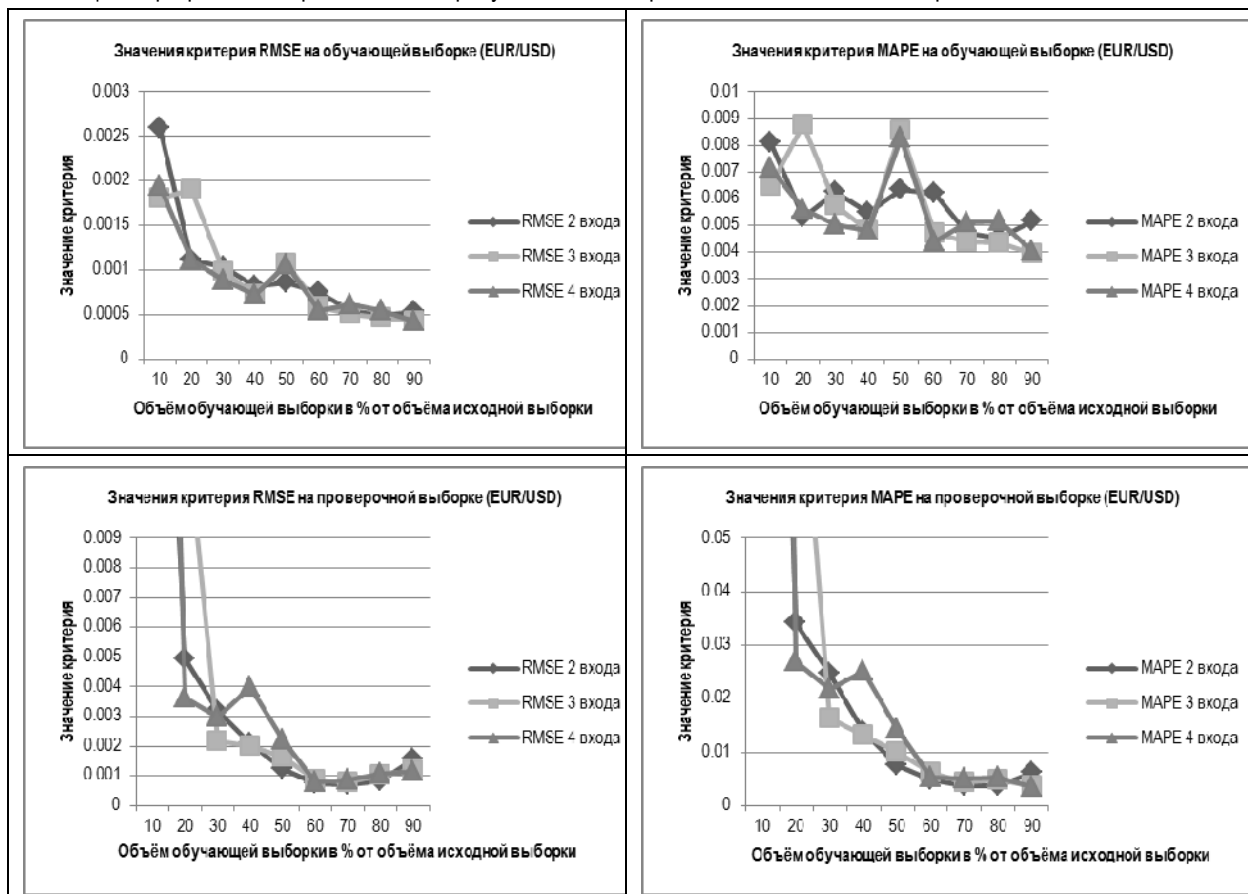 Значения критерия RMSE на обучающей выборке (EUR/USD)
0.003
0.0025
0.002
0.0015
0.001
0.0005
0
Значение критерия
10 20 30 40 50 60 70 80 90
Объём обучающей выборки в % от объёма исходной выборки
RMSE 2 входа
RMSE 3 входа
RMSE 4 входа
Значения критерия MAPE на обучающей выборке (EUR/USD)
0.01
0.009
0.008
0.007
0.006
0.005
0.004
0.003
0.002
0.001
0
Значение критерия
10 20 30 40 50 60 70 80 90
Объём обучающей выборки в % от объёма исходной выборки
MAPE 2 входа
MAPE 3 входа
MAPE 4 входа
Значения критерия RMSE на проверочной выборке (EUR/USD)
0.009
0.008
0.007
0.006
0.005
0.004
0.003
0.002
0.001
0
Значение критерия
10 20 30 40 50 60 70 80 90
Объём обучающей выборки в % от объёма исходной выборки
RMSE 2 входа
RMSE 3 входа
RMSE 4 входа
Значения критерия MAPE на проверочной выборке (EUR/USD)
0.05
0.04
0.03
0.02
0.01
0
Значение критерия
10 20 30 40 50 60 70 80 90
Объём обучающей выборки в % от объёма исходной выборки
MAPE 2 входа
MAPE 3 входа
MAPE 4 входа